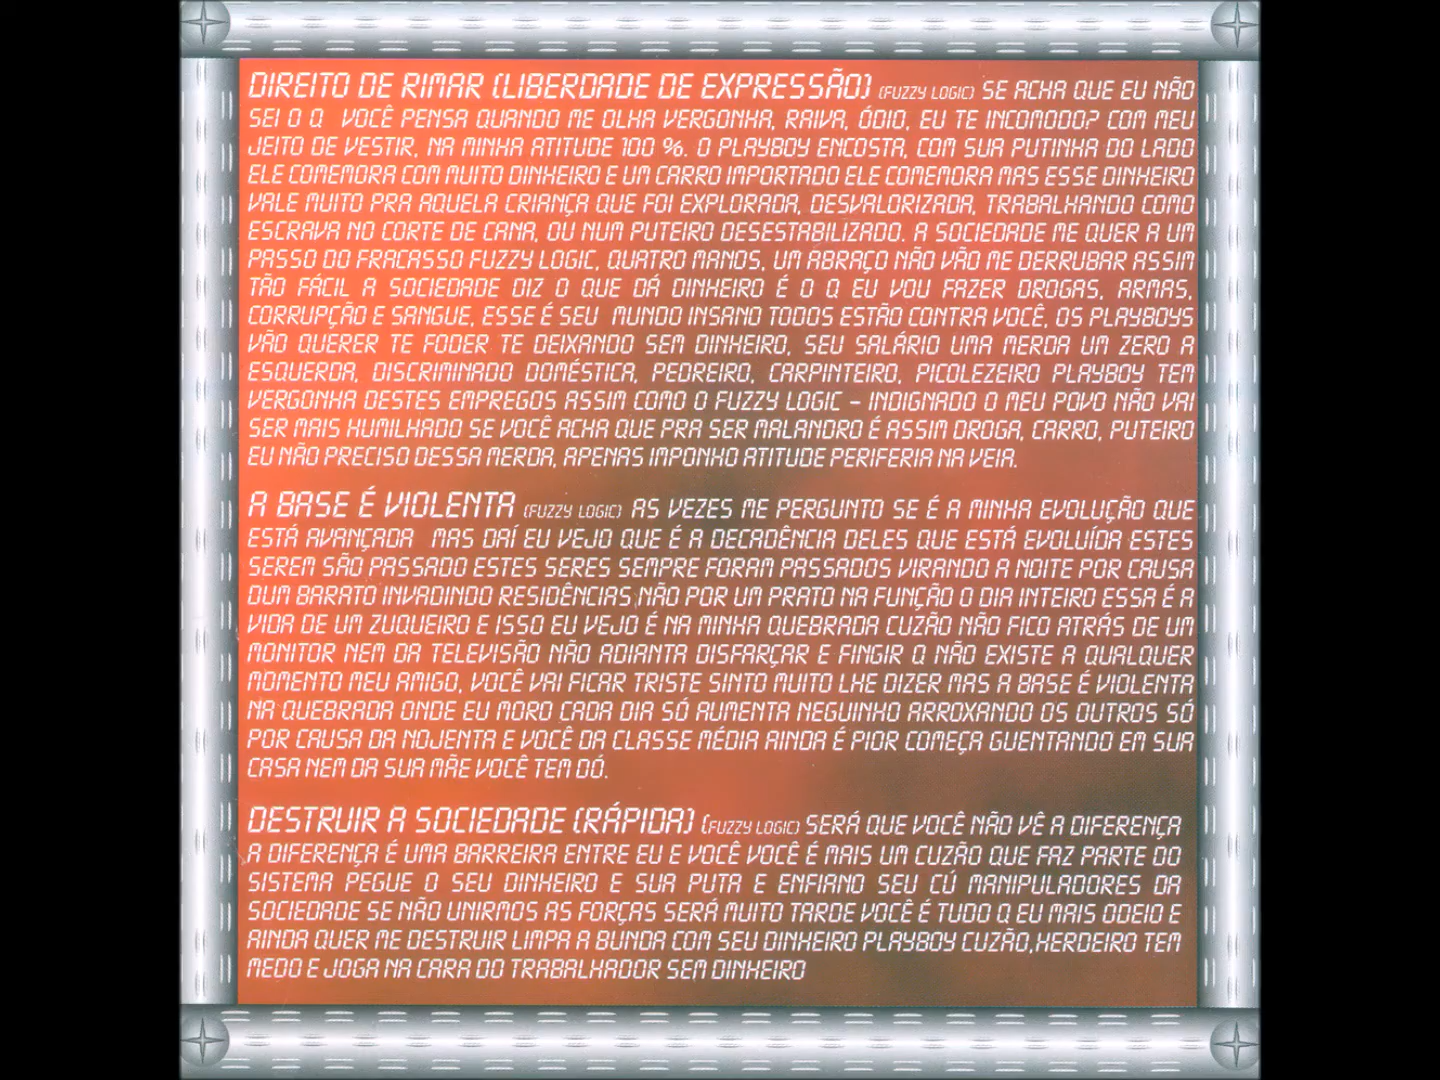 DIREITO DE RIMAR (LIBERDADE DE EXPRESSÃO) (FUZZY LOGIC) SE ACHA QUE EU NÃO
SEI O Q VOCÊ PENSA QUANDO ME OLHA VERGONHA, RAIVA, ÓDIO, EU TE INCOMODO? COM MEU
JEITO DE VESTIR, NA MINHA ATITUDE 100 %. O PLAYBOY ENCOSTA, COM SUA PUTINHA DO LADO
ELE COMEMORA COM MUITO DINHEIRO E UM CARRO IMPORTADO ELE COMEMORA MAS ESSE DINHEIRO
VALE MUITO PRA AQUELA CRIANÇA QUE FOI EXPLORADA, DESVALORIZADA, TRABALHANDO COMO
ESCRAVA NO CORTE DE CANA, OU NUM PUTEIRO DESESTABILIZADO. A SOCIEDADE ME QUER A UM
PASSO DO FRACASSO FUZZY LOGIC, QUATRO MANOS, UM ABRAÇO NÃO VÃO ME DERRUBAR ASSIM
TÃO FÁCIL A SOCIEDADE DIZ O QUE DÁ DINHEIRO É O Q EU VOU FAZER DROGAS, ARMAS,
CORRUPÇÃO E SANGUE, ESSE É SEU MUNDO INSANO TODOS ESTÃO CONTRA VOCÊ, OS PLAYBOYS
VÃO QUERER TE FODER TE DEIXANDO SEM DINHEIRO, SEU SALÁRIO UMA MERDA UM ZERO A
ESQUERDA, DISCRIMINADO DOMÉSTICA, PEDREIRO, CARPINTEIRO, PICOLEZEIRO PLAYBOY TEM
VERGONHA DESTES EMPREGOS ASSIM COMO O FUZZY LOGIC – INDIGNADO O MEU POVO NÃO VAI
SER MAIS HUMILHADO SE VOCÊ ACHA QUE PRA SER MALANDRO É ASSIM DROGA, CARRO, PUTEIRO
EU NÃO PRECISO DESSA MERDA, APENAS IMPONHO ATITUDE PERIFERIA NA VEIA.
A BASE É VIOLENTA (FUZZY LOGIC) AS VEZES ME PERGUNTO SE É A MINHA EVOLUÇÃO QUE
ESTÁ AVANÇADA MAS DAÍ EU VEJO QUE É A DECADÊNCIA DELES QUE ESTÁ EVOLUÍDA ESTES
SEREM SÃO PASSADO ESTES SERES SEMPRE FORAM PASSADOS VIRANDO A NOITE POR CAUSA
DUM BARATO INVADINDO RESIDÊNCIAS NÃO POR UM PRATO NA FUNÇÃO O DIA INTEIRO ESSA É A
VIDA DE UM ZUQUEIRO E ISSO EU VEJO É NA MINHA QUEBRADA CUZÃO NÃO FICO ATRÁS DE UM
MONITOR NEM DA TELEVISÃO NÃO ADIANTA DISFARÇAR E FINGIR Q NÃO EXISTE A QUALQUER
MOMENTO MEU AMIGO, VOCÊ VAI FICAR TRISTE SINTO MUITO LHE DIZER MAS A BASE É VIOLENTA
NA QUEBRADA ONDE EU MORO CADA DIA SÓ AUMENTA NEGUINHO ARROXANDO OS OUTROS SÓ
POR CAUSA DA NOJENTA E VOCÊ DA CLASSE MÉDIA AINDA É PIOR COMEÇA GUENTANDO EM SUA
CASA NEM DA SUA MÃE VOCÊ TEM DÓ.
DESTRUIR A SOCIEDADE (RÁPIDA) (FUZZY LOGIC) SERÁ QUE VOCÊ NÃO VÊ A DIFERENÇA
A DIFERENÇA É UMA BARREIRA ENTRE EU E VOCÊ VOCÊ É MAIS UM CUZÃO QUE FAZ PARTE DO
SISTEMA PEGUE O SEU DINHEIRO E SUA PUTA E ENFIANO SEU CÚ MANIPULADORES DA
SOCIEDADE SE NÃO UNIRMOS AS FORÇAS SERÁ MUITO TARDE VOCÊ É TUDO Q EU MAIS ODEIO E
AINDA QUER ME DESTRUIR LIMPA A BUNDA COM SEU DINHEIRO PLAYBOY CUZÃO,HERDEIRO TEM
MEDO E JOGA NA CARA DO TRABALHADOR SEM DINHEIRO